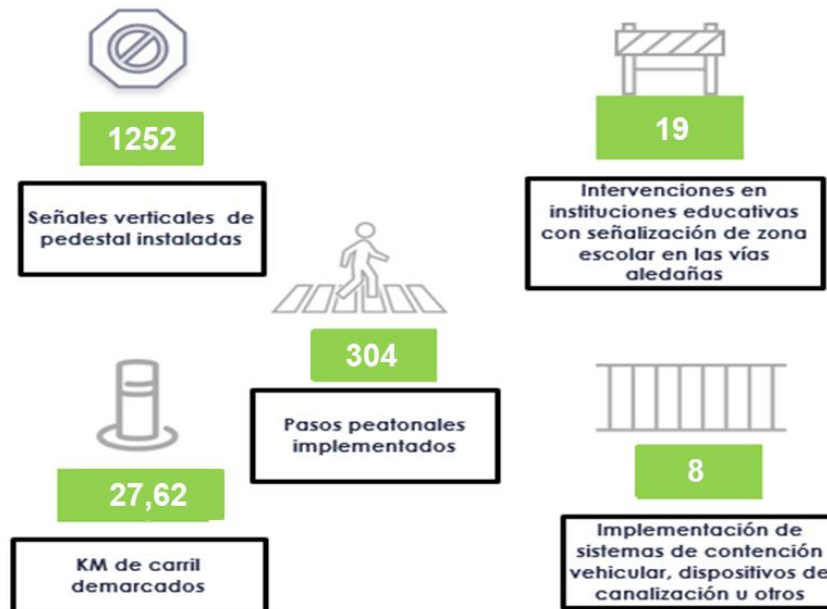 1252
Señales verticales de
pedestal instaladas
19
Intervenciones en
instituciones educativas
con señalización de zona
escolar en las vías
aledañas
304
Pasos peatonales
implementados
27,62
KM de carril
demarcados
8
Implementación de
sistemas de contención
vehicular, dispositivos de
canalización u otros